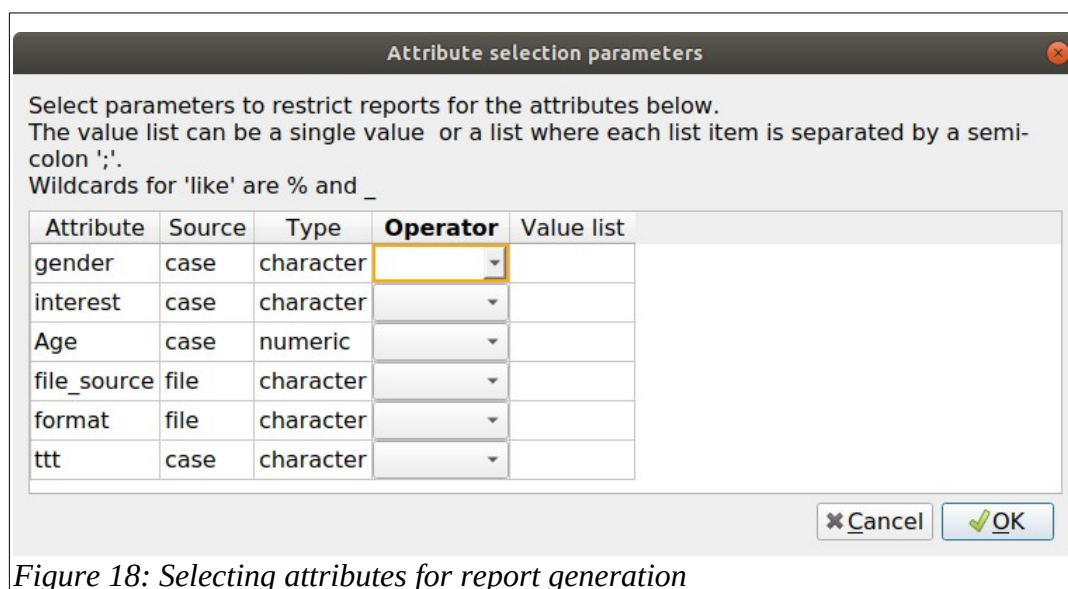 Attribute selection parameters
Select parameters to restrict reports for the attributes below.
The value list can be a single value  or a list where each list item is separated by a semi-
colon ';'.
Wildcards for 'like' are % and _
Attribute Source Type Operator Value list
gender case character
interest case character
Age case numeric
file_source file character
format file character
ttt case character
Cancel OK
Figure 18: Selecting attributes for report generation